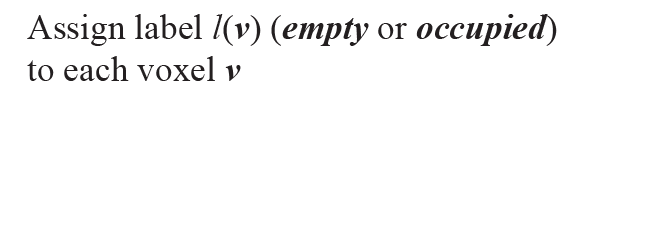 Assign label l(v) (empty or occupied)
to each voxel v